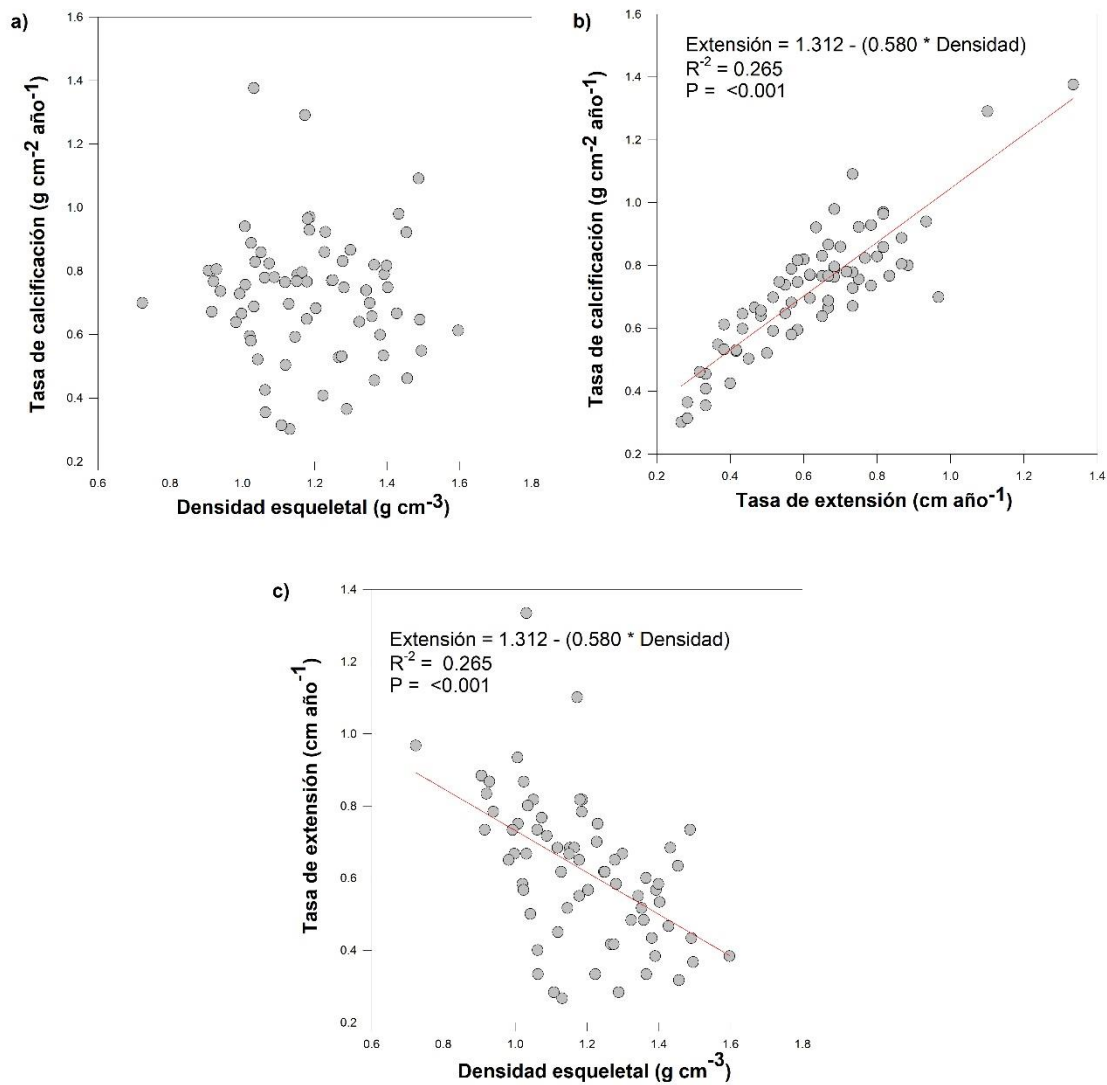 a)
1.6
1.4
1.2
1.0
0.8
0.6
0.4
0.2
Tasa de calcificación (g cm-2 año-1)
0.6 0.8 1.0 1.2 1.4 1.6 1.8
Densidad esqueletal (g cm-3)
b)
Extensión = 1.312 - (0.580 * Densidad)
R-2 = 0.265
P = <0.001
1.6
1.4
1.2
1.0
0.8
0.6
0.4
0.2
Tasa de calcificación (g cm-2 año-1)
0.2 0.4 0.6 0.8 1.0 1.2 1.4
Tasa de extensión (cm año-1)
c)
Extensión = 1.312 - (0.580 * Densidad)
R-2 = 0.265
P = <0.001
1.4
1.2
1.0
0.8
0.6
0.4
0.2
Tasa de extensión (cm año-1)
0.6 0.8 1.0 1.2 1.4 1.6 1.8
Densidad esqueletal (g cm-3)